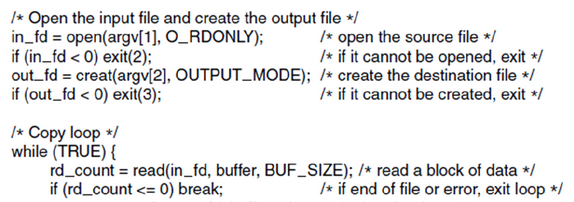 /* Open the input file and create the output file */
in_fd = open(argv[1], O_RDONLY); /* open the source file */
if (in_fd < 0) exit(2); /* if it cannot be opened, exit */
out_fd = creat(argv[2], OUTPUT_MODE); /* create the destination file */
if (out_fd < 0) exit(3); /* if it cannot be created, exit */
/* Copy loop */
while (TRUE) {
rd_count = read(in_fd, buffer, BUF_SIZE); /* read a block of data */
if (rd_count <= 0) break; /* if end of file or error, exit loop */